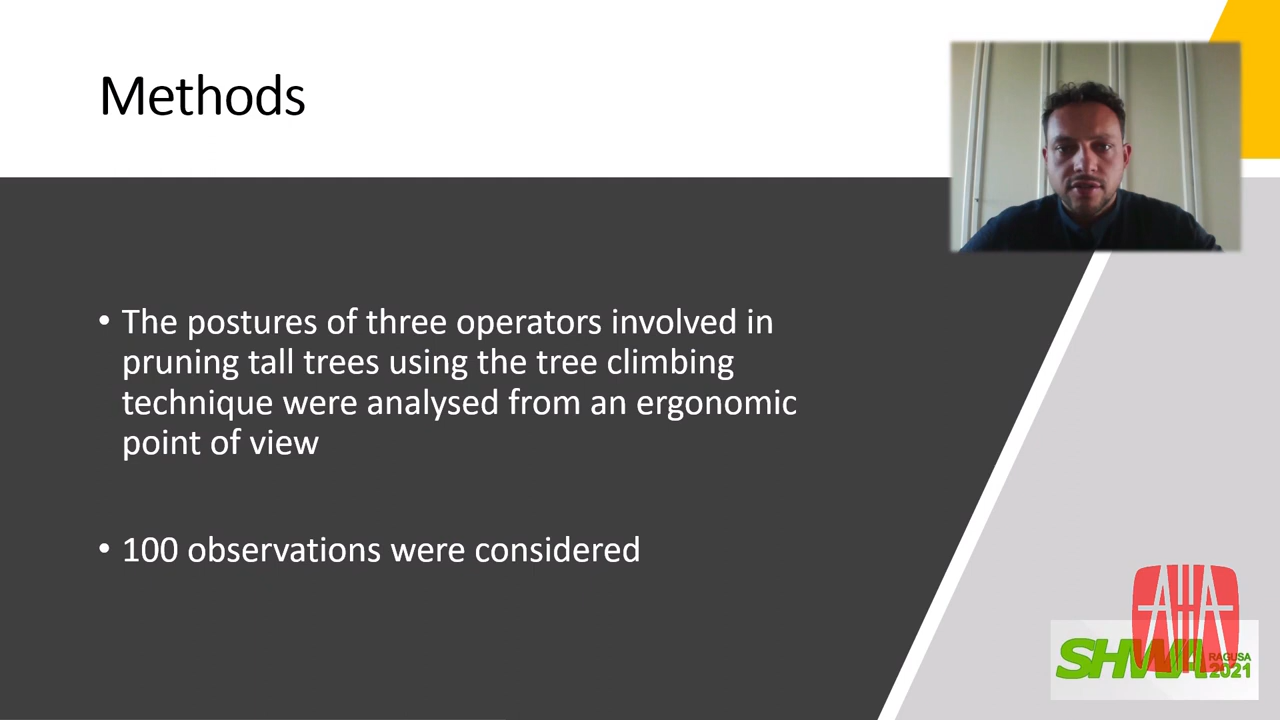 Methods
• The postures of three operators involved in
pruning tall trees using the tree climbing
technique were analysed from an ergonomic
point of view
• 100 observations were considered
AIIA
SHWA RAGUSA
2021